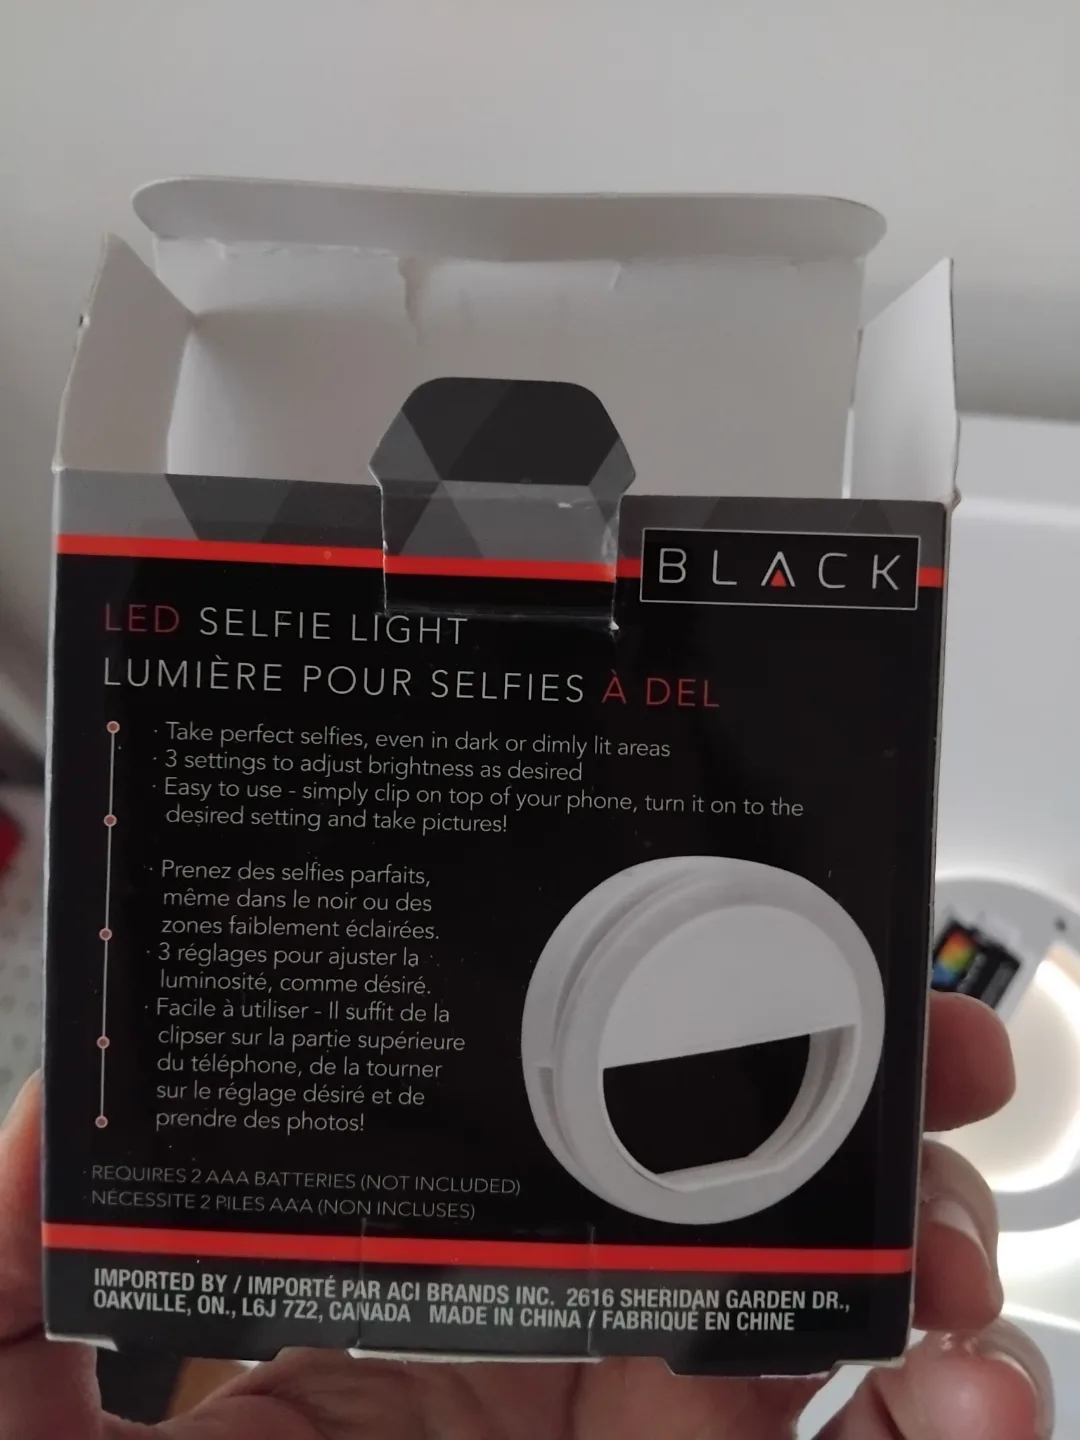 BLACK
LED SELFIE LIGHT
LUMIÈRE POUR SELFIES À DEL
· Take perfect selfies, even in dark or dimly lit areas
· 3 settings to adjust brightness as desired
· Easy to use - simply clip on top of your phone, turn it on to the
desired setting and take pictures!
· Prenez des selfies parfaits,
même dans le noir ou des
zones faiblement éclairées.
· 3 réglages pour ajuster la
luminosité, comme désiré.
· Facile à utiliser - Il suffit de la
clipser sur la partie supérieure
du téléphone, de la tourner
sur le réglage désiré et de
prendre des photos!
· REQUIRES 2 AAA BATTERIES (NOT INCLUDED)
· NÉCESSITE 2 PILES AAA (NON INCLUSES)
IMPORTED BY / IMPORTÉ PAR ACI BRANDS INC. 2616 SHERIDAN GARDEN DR.,
OAKVILLE, ON., L6J 7Z2, CANADA MADE IN CHINA / FABRIQUÉ EN CHINE